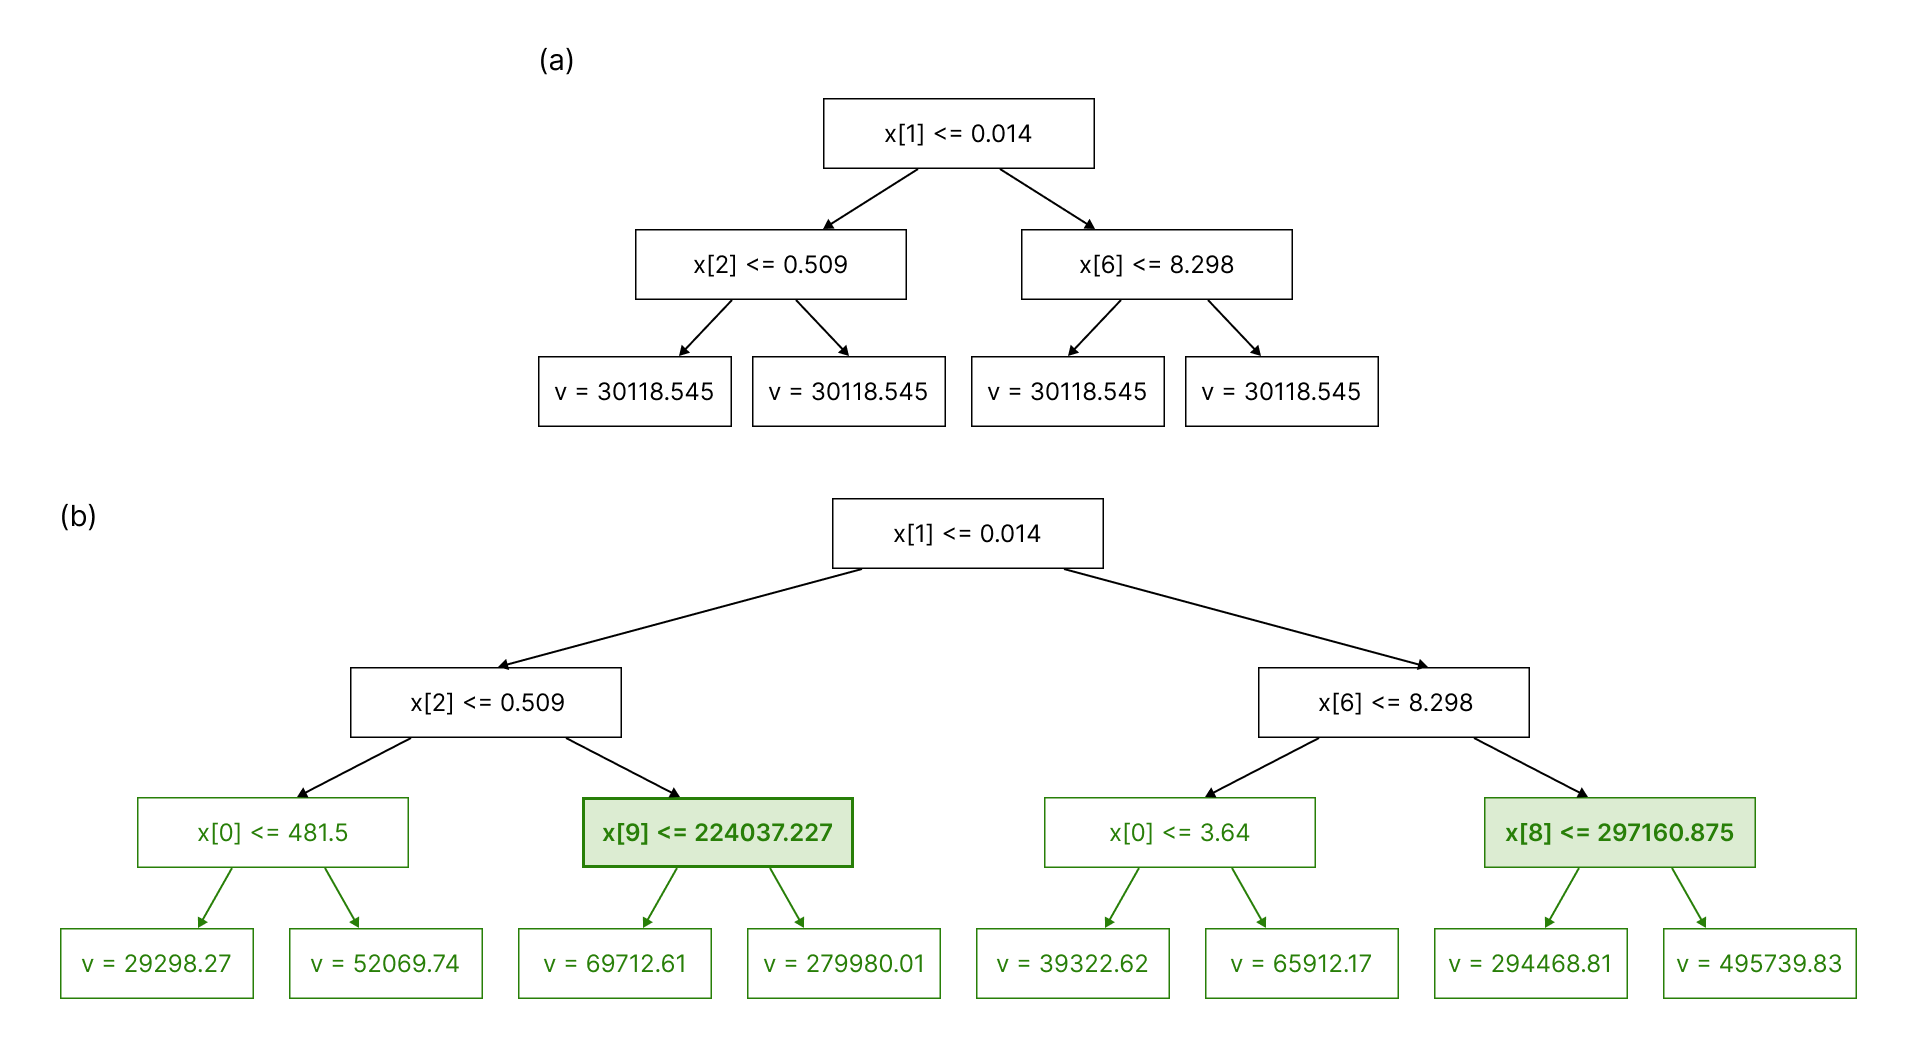 (a)
x[1] <= 0.014
x[2] <= 0.509
x[6] <= 8.298
v = 30118.545
v = 30118.545
v = 30118.545
v = 30118.545
(b)
x[1] <= 0.014
x[2] <= 0.509
x[6] <= 8.298
x[0] <= 481.5
x[9] <= 224037.227
x[0] <= 3.64
x[8] <= 297160.875
v = 29298.27
v = 52069.74
v = 69712.61
v = 279980.01
v = 39322.62
v = 65912.17
v = 294468.81
v = 495739.83